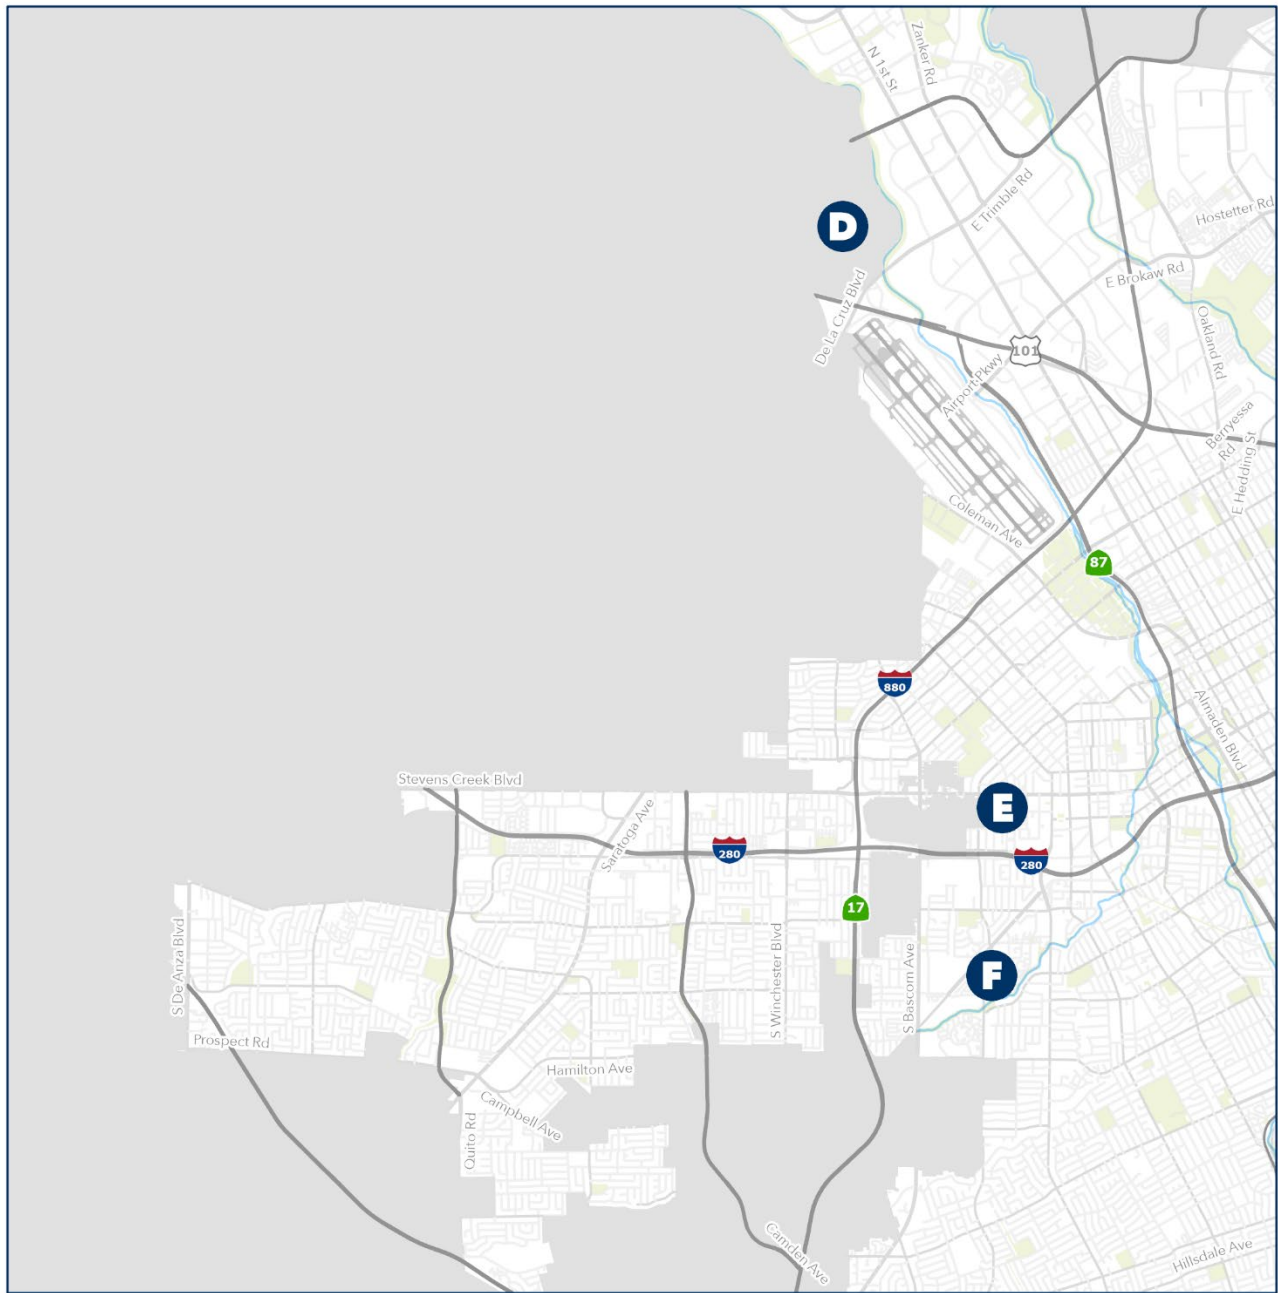 Zanker Rd
N 1st St
Hostetter Rd
E Trimble Rd
D
E Brokaw Rd
De La Cruz Blvd
Oakland Rd
101
Airport Pkwy
Berryessa
Rd
E Hedding St
Coleman Ave
87
880
Almaden Blvd
Stevens Creek Blvd
E
Saratoga Ave
280
280
17
S De Anza Blvd
S Winchester Blvd
S Bascom Ave
F
Prospect Rd
Hamilton Ave
Campbell Ave
Quito Rd
Camden Ave
Hillsdale Ave